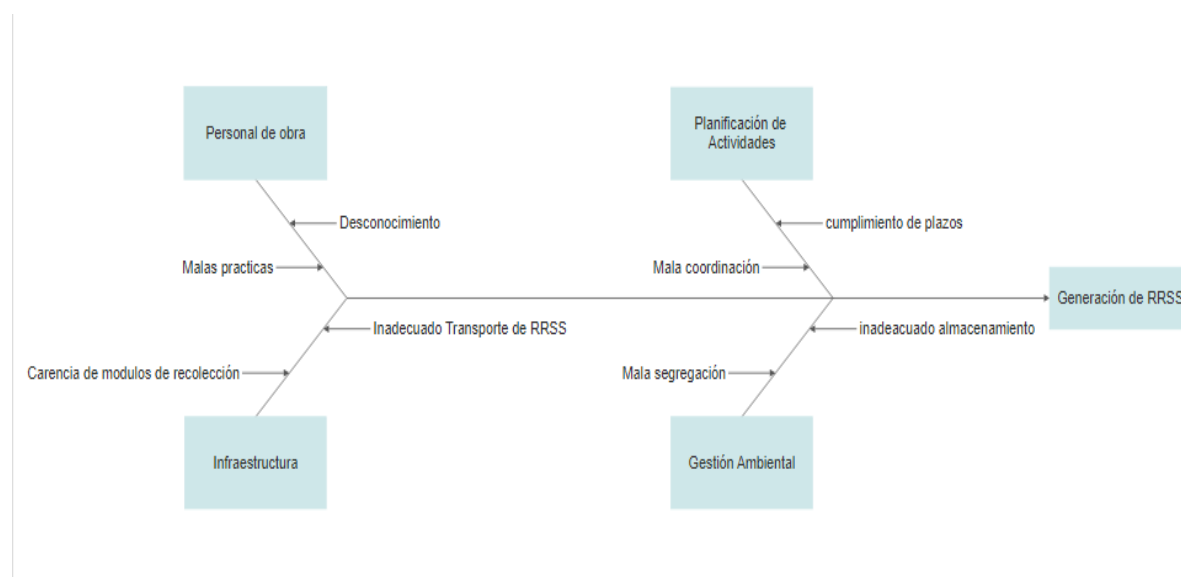 Personal de obra
Planificación de
Actividades
Desconocimiento
cumplimiento de plazos
Malas practicas
Mala coordinación
Generación de RRSS
Inadecuado Transporte de RRSS
inadeacuado almacenamiento
Carencia de modulos de recolección
Mala segregación
Infraestructura
Gestión Ambiental